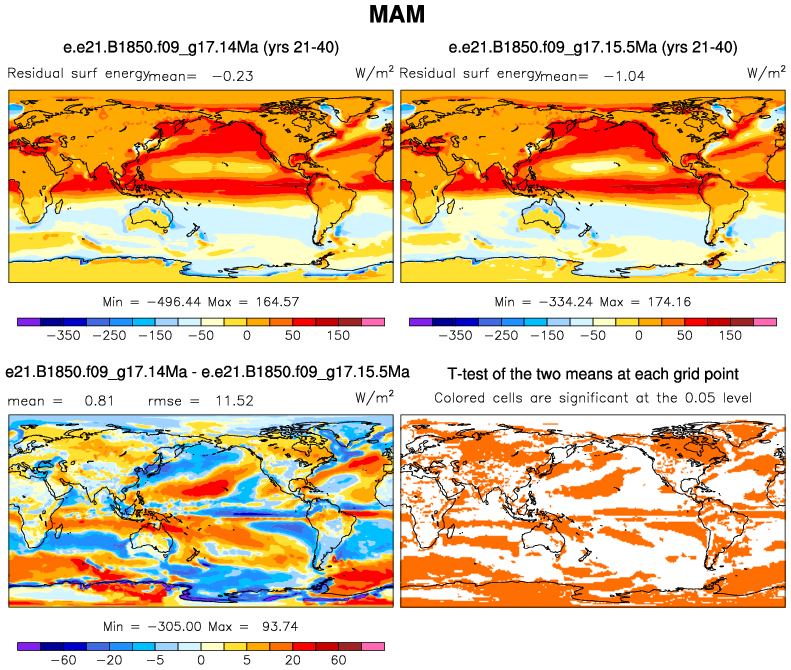 MAM
e.e21.B1850.f09_g17.14Ma (yrs 21-40)
Residual surf energy mean= −0.23 W/m²
e.e21.B1850.f09_g17.15.5Ma (yrs 21-40)
Residual surf energy mean= −1.04 W/m²
Min = −496.44 Max = 164.57
−350 −250 −150 −50 0 50 150
Min = −334.24 Max = 174.16
−350 −250 −150 −50 0 50 150
e21.B1850.f09_g17.14Ma - e.e21.B1850.f09_g17.15.5Ma
mean = 0.81 rmse = 11.52 W/m²
T-test of the two means at each grid point
Colored cells are significant at the 0.05 level
Min = −305.00 Max = 93.74
−60 −20 −5 0 5 20 60